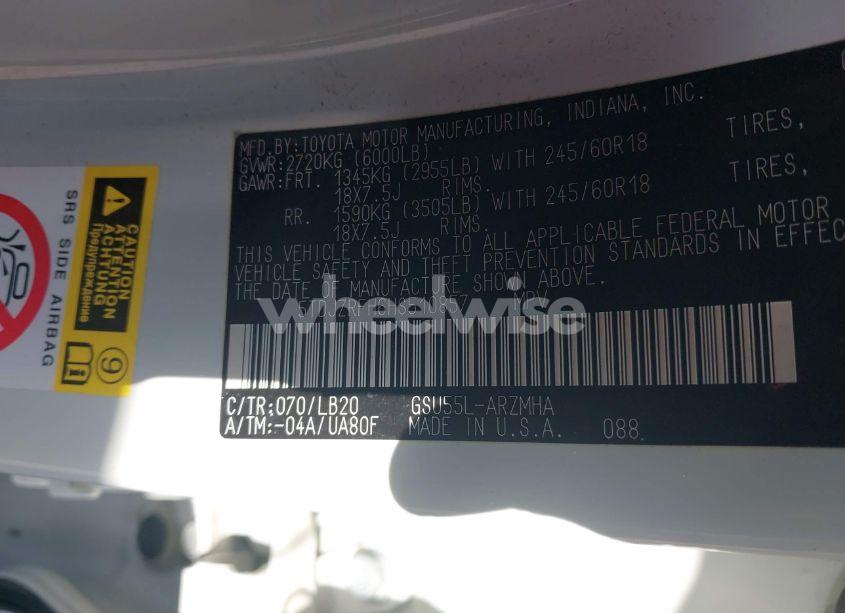 MFD.BY:TOYOTA MOTOR MANUFACTURING, INDIANA, INC.
GVWR:2720KG (6000LB)
GAWR:FRT. 1345KG (2955LB) WITH 245/60R18 TIRES,
18X7.5J RIMS.
RR. 1590KG (3505LB) WITH 245/60R18 TIRES,
18X7.5J RIMS.
THIS VEHICLE CONFORMS TO ALL APPLICABLE FEDERAL MOTOR
VEHICLE SAFETY AND THEFT PREVENTION STANDARDS IN EFFEC
THE DATE OF MANUFACTURE SHOWN ABOVE.
wheelwise
C/TR:070/LB20 GSU55L-ARZMHA
A/TM:-04A/UA80F MADE IN U.S.A. 088
SRS SIDE AIRBAG
CAUTION
ATTENTION
ACHTUNG
Предупреждение
9